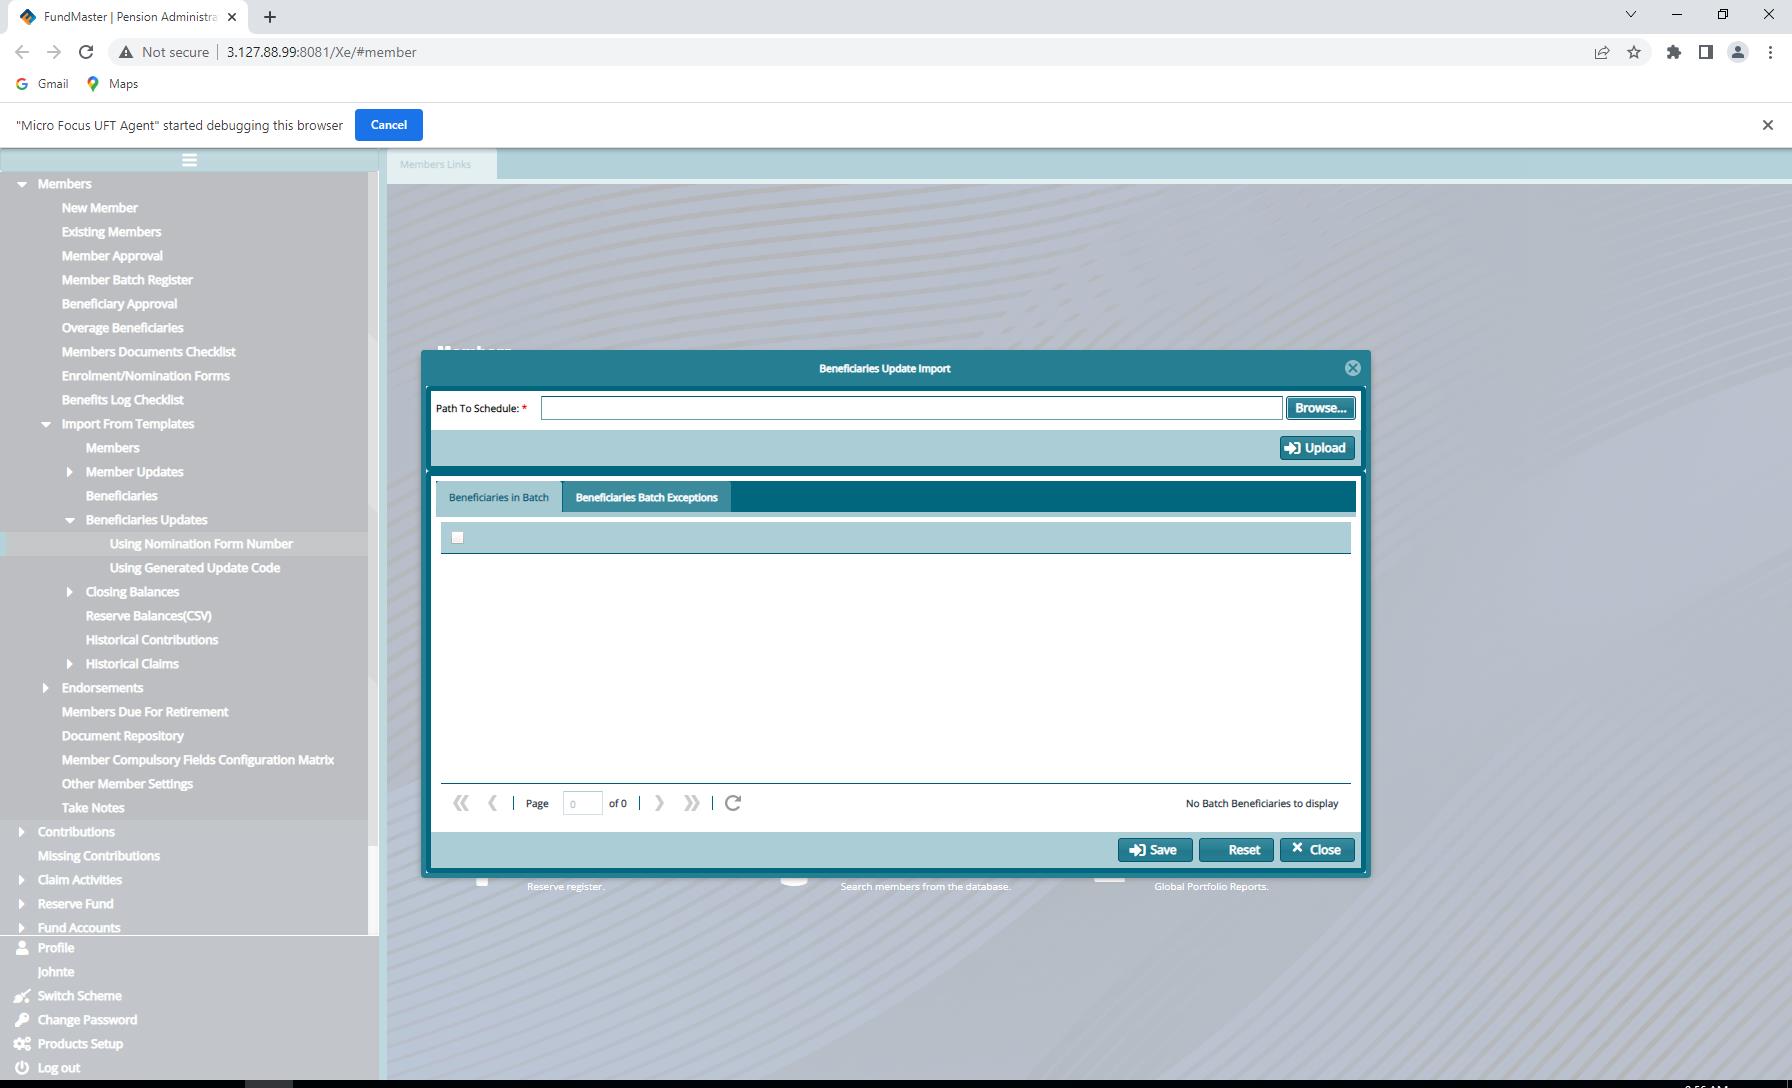 FundMaster | Pension Administra
Not secure
3.127.88.99:8081/Xe/#member
Gmail
Maps
"Micro Focus UFT Agent" started debugging this browser
Cancel
Members Links
Members
New Member
Existing Members
Member Approval
Member Batch Register
Beneficiary Approval
Overage Beneficiaries
Members Documents Checklist
Enrolment/Nomination Forms
Benefits Log Checklist
Import From Templates
Members
Member Updates
Beneficiaries
Beneficiaries Updates
Using Nomination Form Number
Using Generated Update Code
Closing Balances
Reserve Balances(CSV)
Historical Contributions
Historical Claims
Endorsements
Members Due For Retirement
Document Repository
Member Compulsory Fields Configuration Matrix
Other Member Settings
Take Notes
Contributions
Missing Contributions
Claim Activities
Reserve Fund
Fund Accounts
Profile
Johnte
Switch Scheme
Change Password
Products Setup
Log out
Beneficiaries Update Import
Path To Schedule: *
Browse...
Upload
Beneficiaries in Batch
Beneficiaries Batch Exceptions
Page
0
of 0
No Batch Beneficiaries to display
Save
Reset
Close
Reserve register.
Search members from the database.
Global Portfolio Reports.